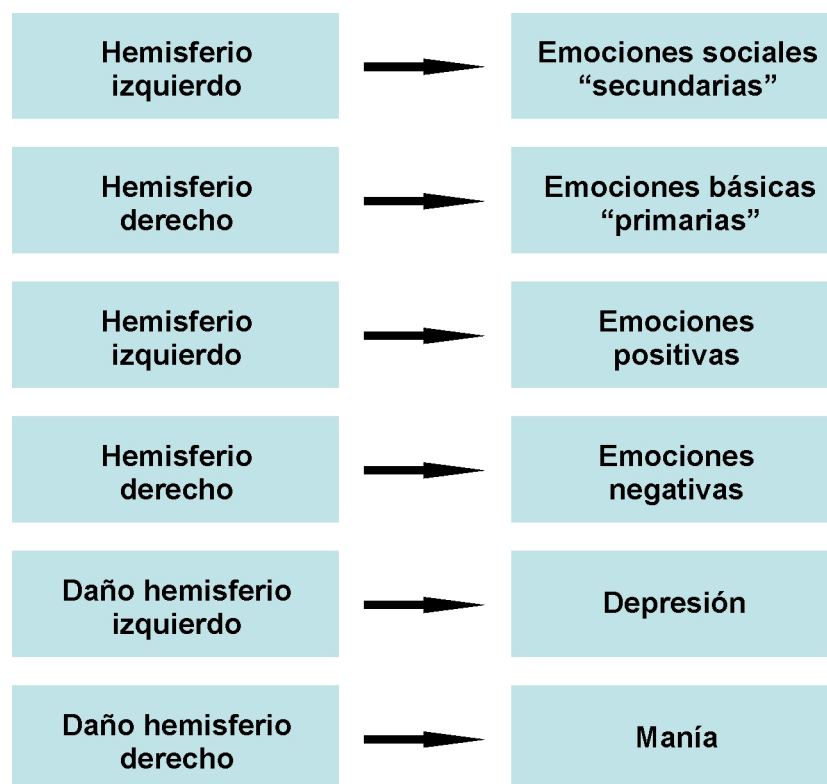 Hemisferio
izquierdo
Emociones sociales
“secundarias”
Hemisferio
derecho
Emociones básicas
“primarias”
Hemisferio
izquierdo
Emociones
positivas
Hemisferio
derecho
Emociones
negativas
Daño hemisferio
izquierdo
Depresión
Daño hemisferio
derecho
Manía